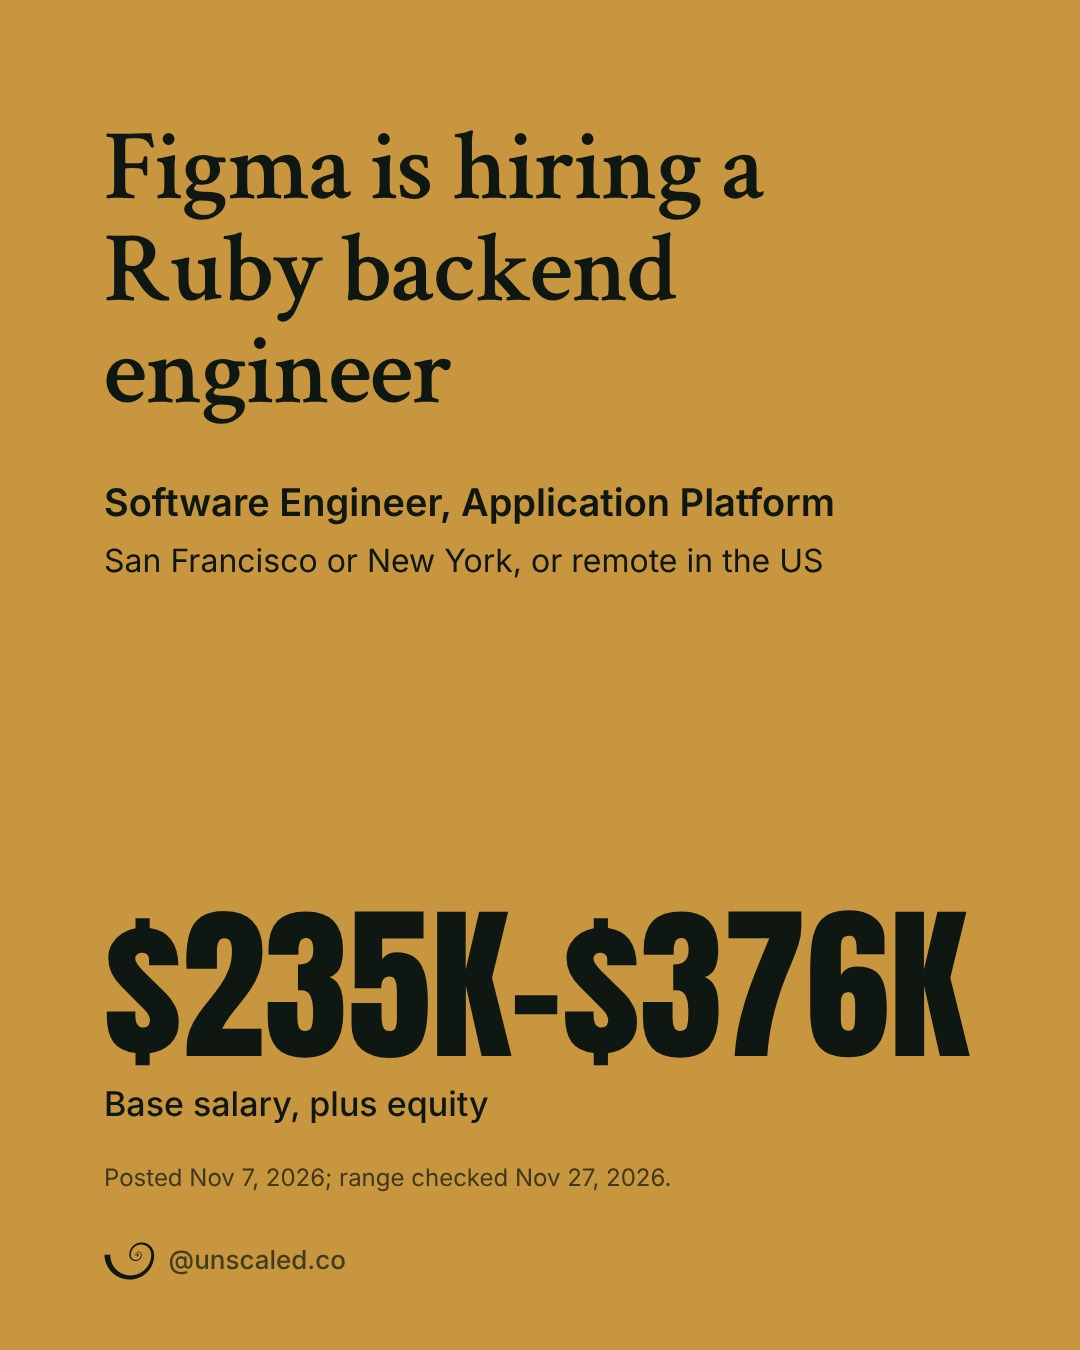 Figma is hiring a
Ruby backend
engineer
Software Engineer, Application Platform
San Francisco or New York, or remote in the US
$235K–$376K
Base salary, plus equity
Posted Nov 7, 2026; range checked Nov 27, 2026.
@unscaled.co